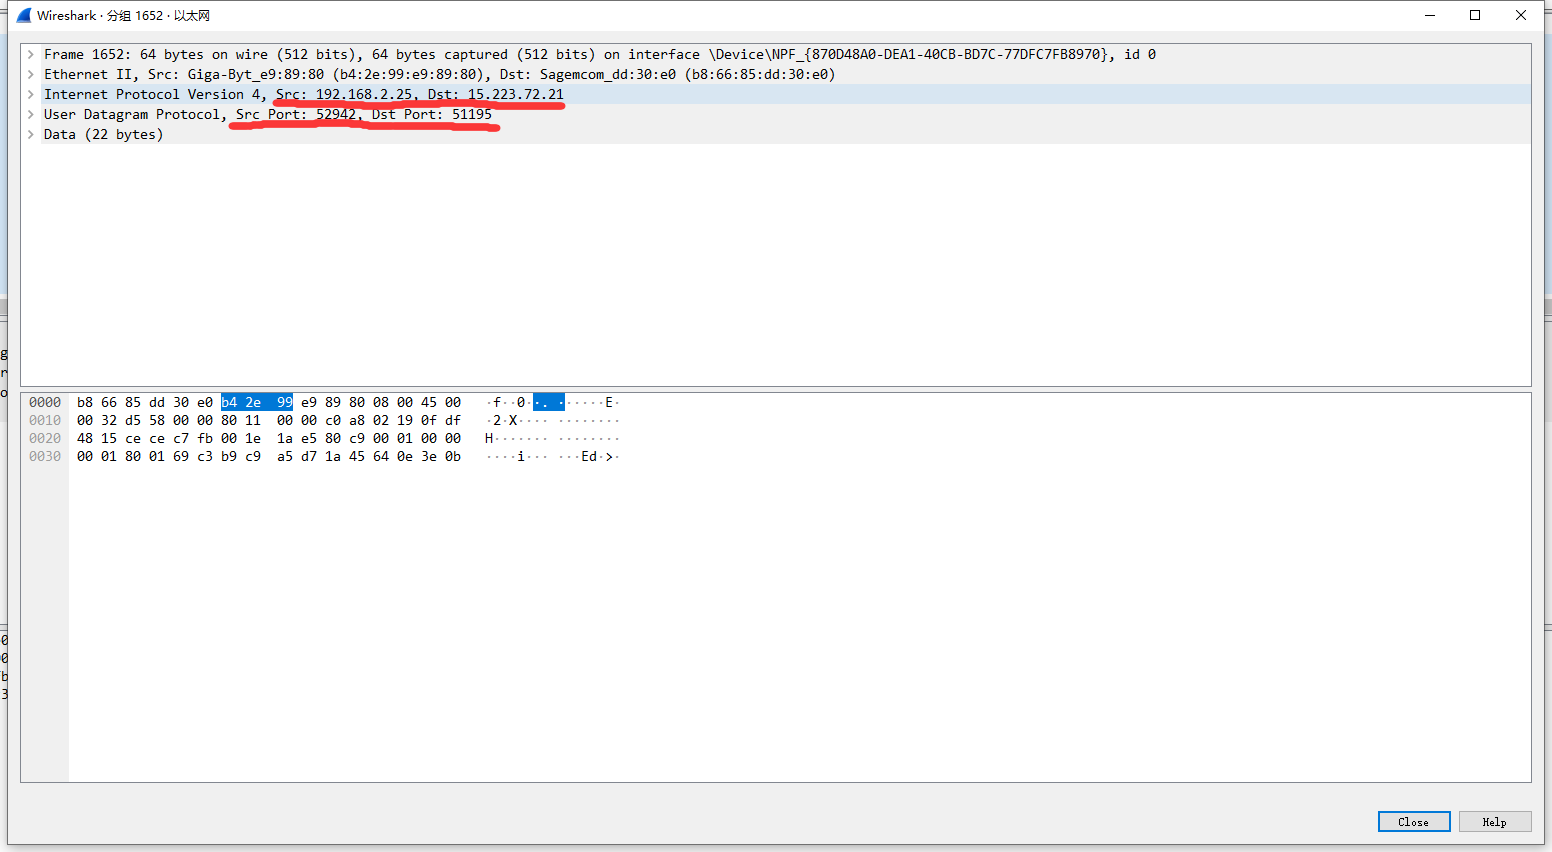 Wireshark · 分组 1652 · 以太网
Frame 1652: 64 bytes on wire (512 bits), 64 bytes captured (512 bits) on interface \Device\NPF_{870D48A0-DEA1-40CB-BD7C-77DFC7FB8970}, id 0
Ethernet II, Src: Giga-Byt_e9:89:80 (b4:2e:99:e9:89:80), Dst: Sagemcom_dd:30:e0 (b8:66:85:dd:30:e0)
Internet Protocol Version 4, Src: 192.168.2.25, Dst: 15.223.72.21
User Datagram Protocol, Src Port: 52942, Dst Port: 51195
Data (22 bytes)
0000 b8 66 85 dd 30 e0 b4 2e 99 e9 89 80 08 00 45 00 ·f··0··. ······E·
0010 00 32 d5 58 00 00 80 11 00 00 c0 a8 02 19 0f df ·2·X···· ········
0020 48 15 ce ce c7 fb 00 1e 1a e5 80 c9 00 01 00 00 H······· ········
0030 00 01 80 01 69 c3 b9 c9 a5 d7 1a 45 64 0e 3e 0b ····i··· ···Ed·>·
Close Help